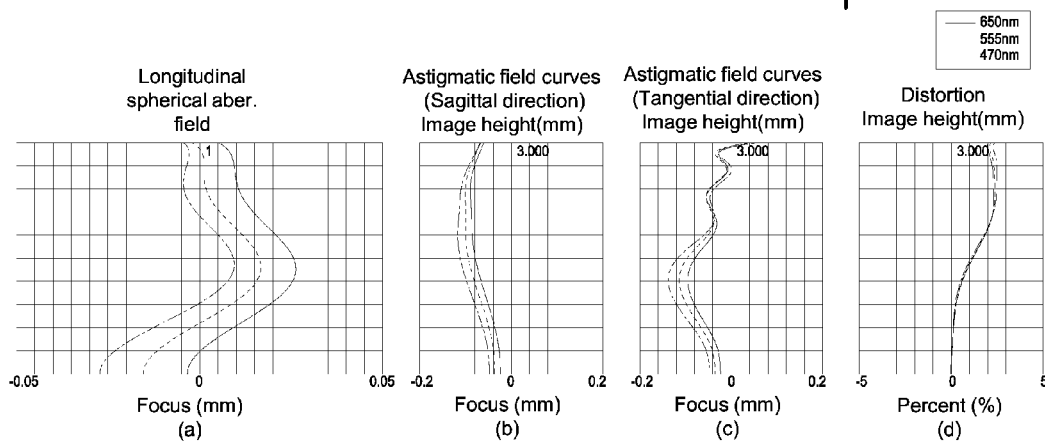 650nm
555nm
470nm
Longitudinal
spherical aber.
field
1
-0.05
0
0.05
Focus (mm)
(a)
Astigmatic field curves
(Sagittal direction)
Image height(mm)
3.000
-0.2
0
0.2
Focus (mm)
(b)
Astigmatic field curves
(Tangential direction)
Image height(mm)
3.000
-0.2
0
0.2
Focus (mm)
(c)
Distortion
Image height(mm)
3.000
-5
0
5
Percent (%)
(d)